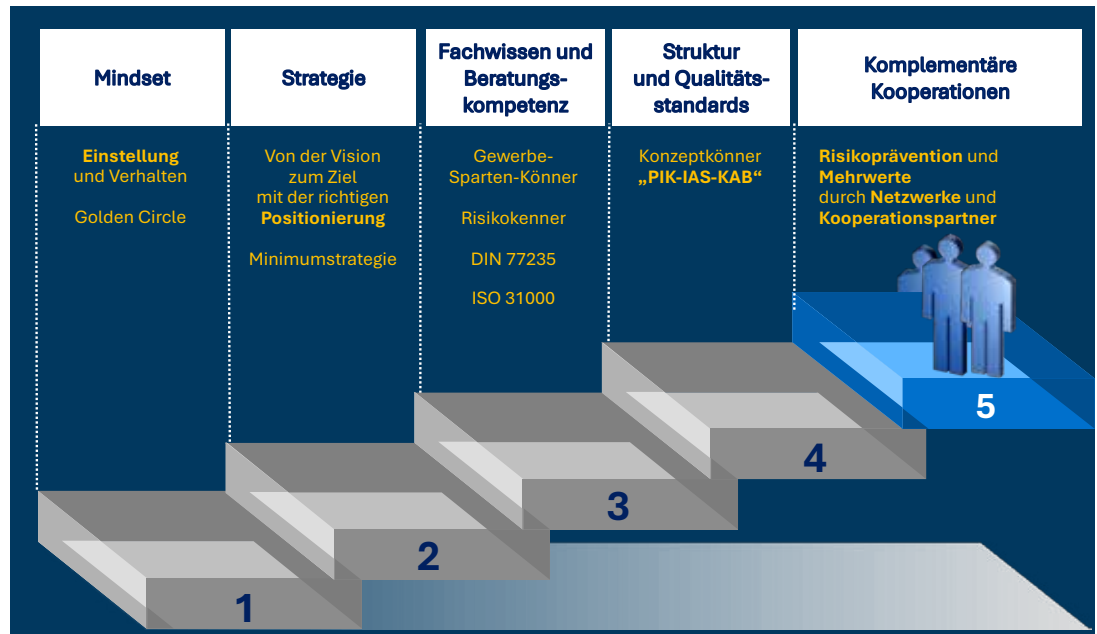 Mindset
Strategie
Fachwissen und
Beratungs-
kompetenz
Struktur
und Qualitäts-
standards
Komplementäre
Kooperationen
Einstellung
und Verhalten
Golden Circle
Von der Vision
zum Ziel
mit der richtigen
Positionierung
Minimumstrategie
Gewerbe-
Sparten-Könner
Risikokenner
DIN 77235
ISO 31000
Konzeptkönner
„PIK-IAS-KAB“
Risikoprävention und
Mehrwerte
durch Netzwerke und
Kooperationspartner
1
2
3
4
5